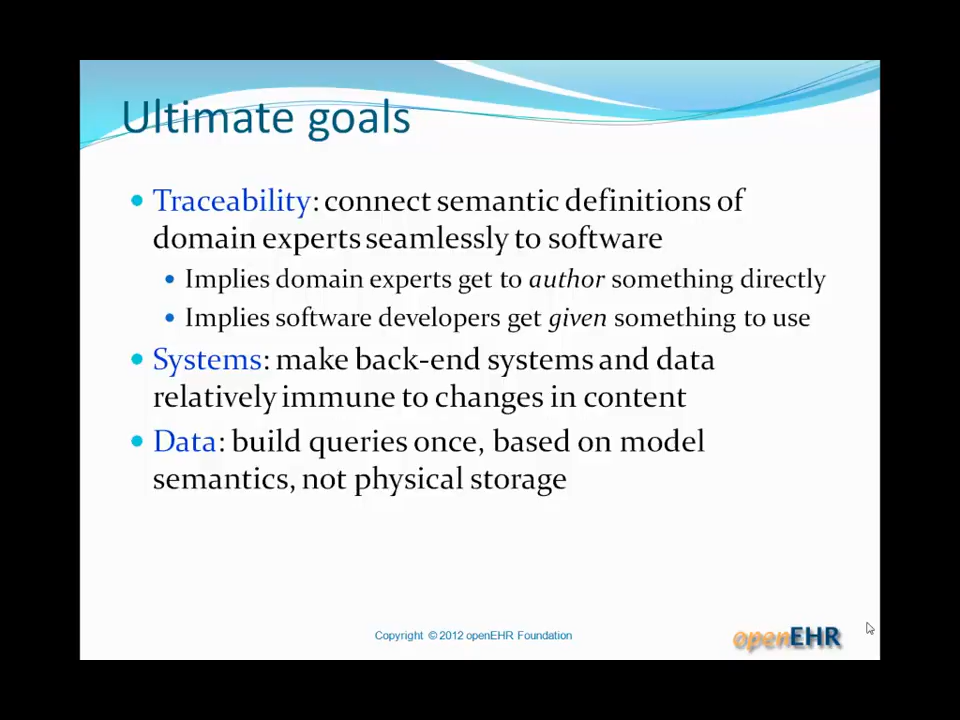 Ultimate goals
• Traceability: connect semantic definitions of
domain experts seamlessly to software
• Implies domain experts get to author something directly
• Implies software developers get given something to use
• Systems: make back-end systems and data
relatively immune to changes in content
• Data: build queries once, based on model
semantics, not physical storage
Copyright © 2012 openEHR Foundation
openEHR